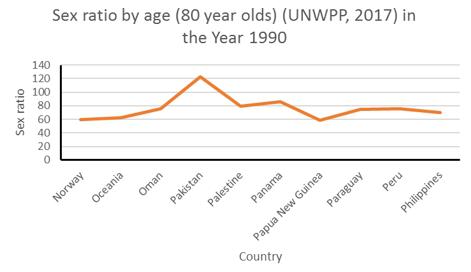 Sex ratio by age (80 year olds) (UNWPP, 2017) in
the Year 1990
140
120
100
80
60
40
20
0
Sex ratio
Norway
Oceania
Oman
Pakistan
Palestine
Panama
Papua New Guinea
Paraguay
Peru
Philippines
Country